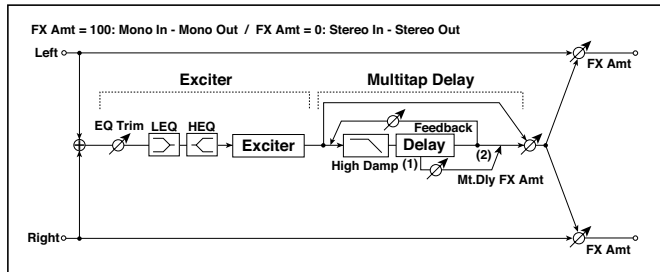 FX Amt = 100: Mono In - Mono Out / FX Amt = 0: Stereo In - Stereo Out
Left
FX Amt
Exciter
Multitap Delay
EQ Trim
LEQ
HEQ
Feedback
Exciter
Delay
High Damp
(1)
(2)
Mt.Dly FX Amt
Right
FX Amt